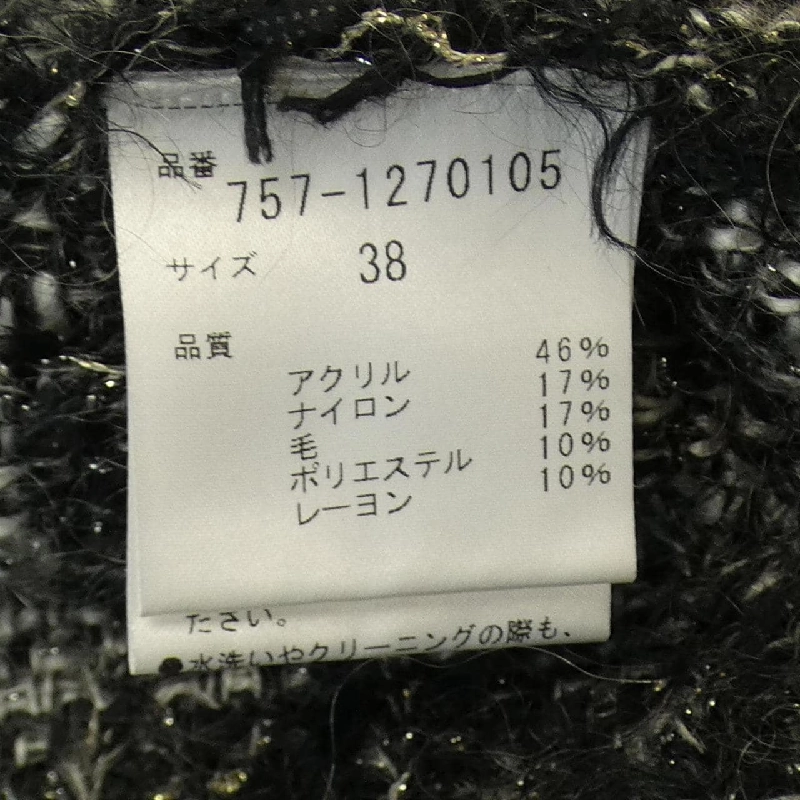 品番 757-1270105
サイズ 38
品質
アクリル 46%
ナイロン 17%
毛 17%
ポリエステル 10%
レーヨン 10%
ださい。
●水洗いやクリーニングの際も、